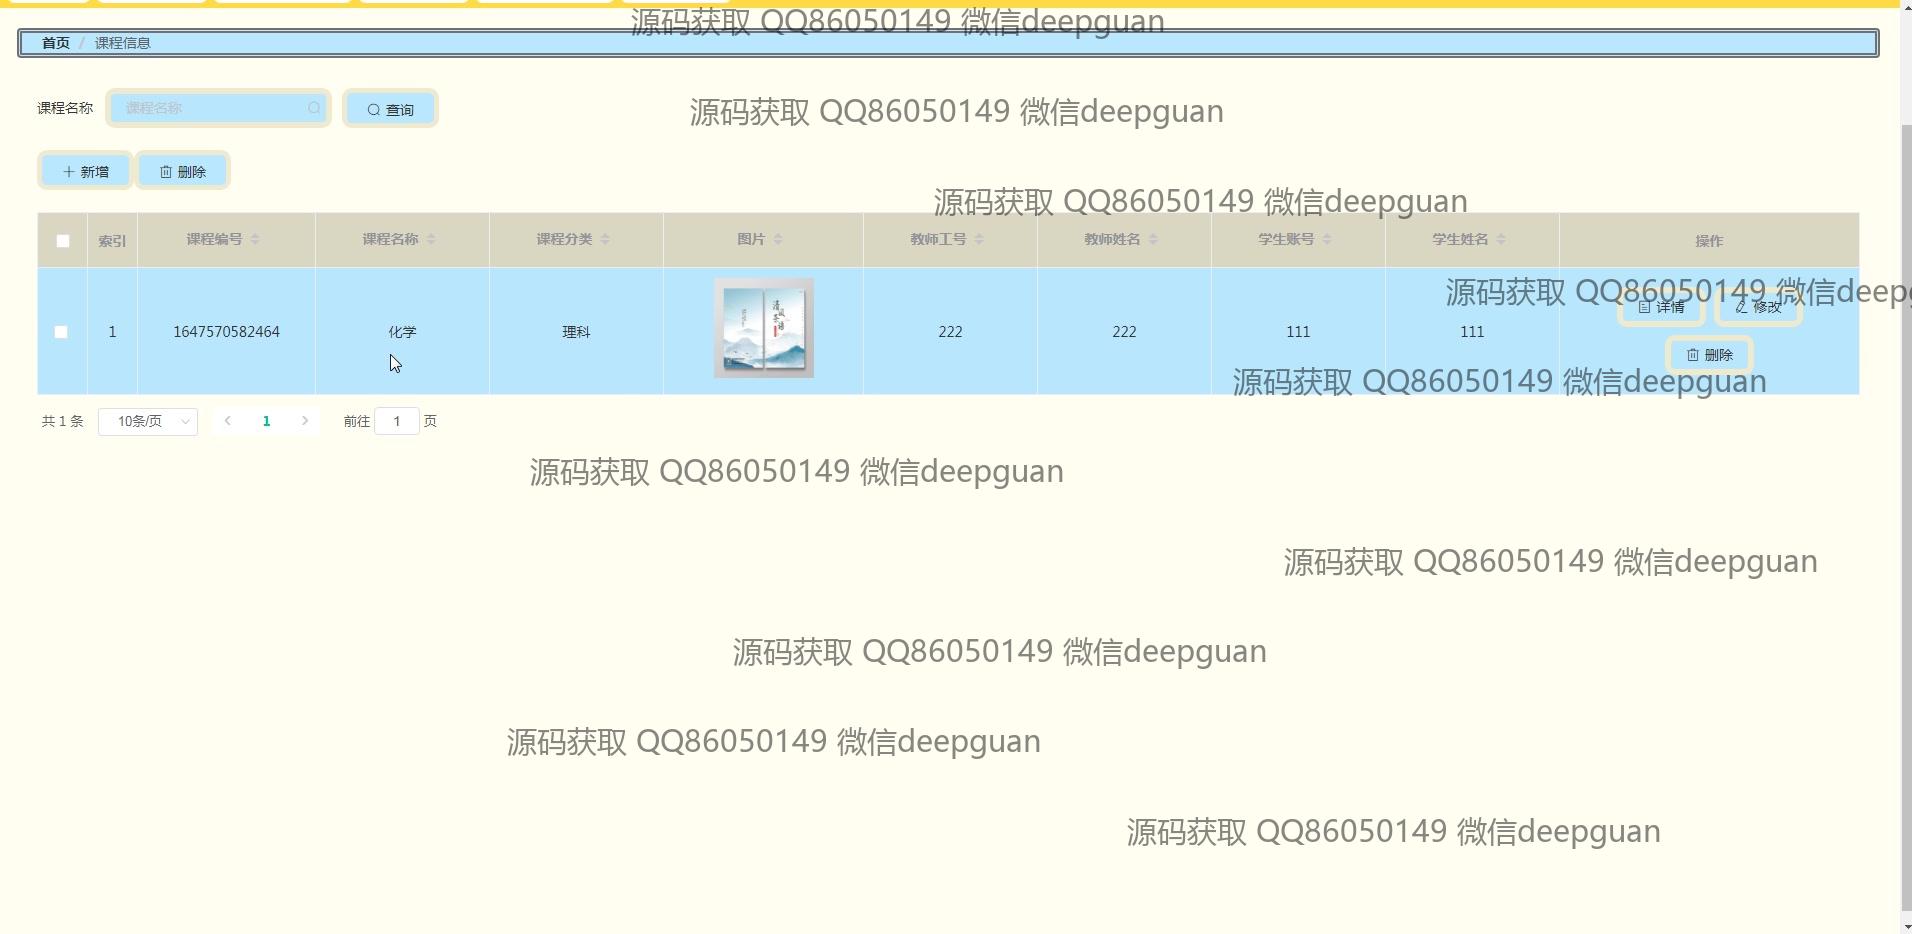 源码获取 QQ86050149 微信deepguan
首页 / 课程信息
课程名称 课程名称 查询
源码获取 QQ86050149 微信deepguan
新增 删除
源码获取 QQ86050149 微信deepguan
索引 课程编号 课程名称 课程分类 图片 教师工号 教师姓名 学生账号 学生姓名 操作
源码获取 QQ86050149 微信deep
详情 修改
1 1647570582464 化学 理科 222 222 111 111
删除
源码获取 QQ86050149 微信deepguan
共 1 条 10条/页 1 前往 1 页
源码获取 QQ86050149 微信deepguan
源码获取 QQ86050149 微信deepguan
源码获取 QQ86050149 微信deepguan
源码获取 QQ86050149 微信deepguan
源码获取 QQ86050149 微信deepguan